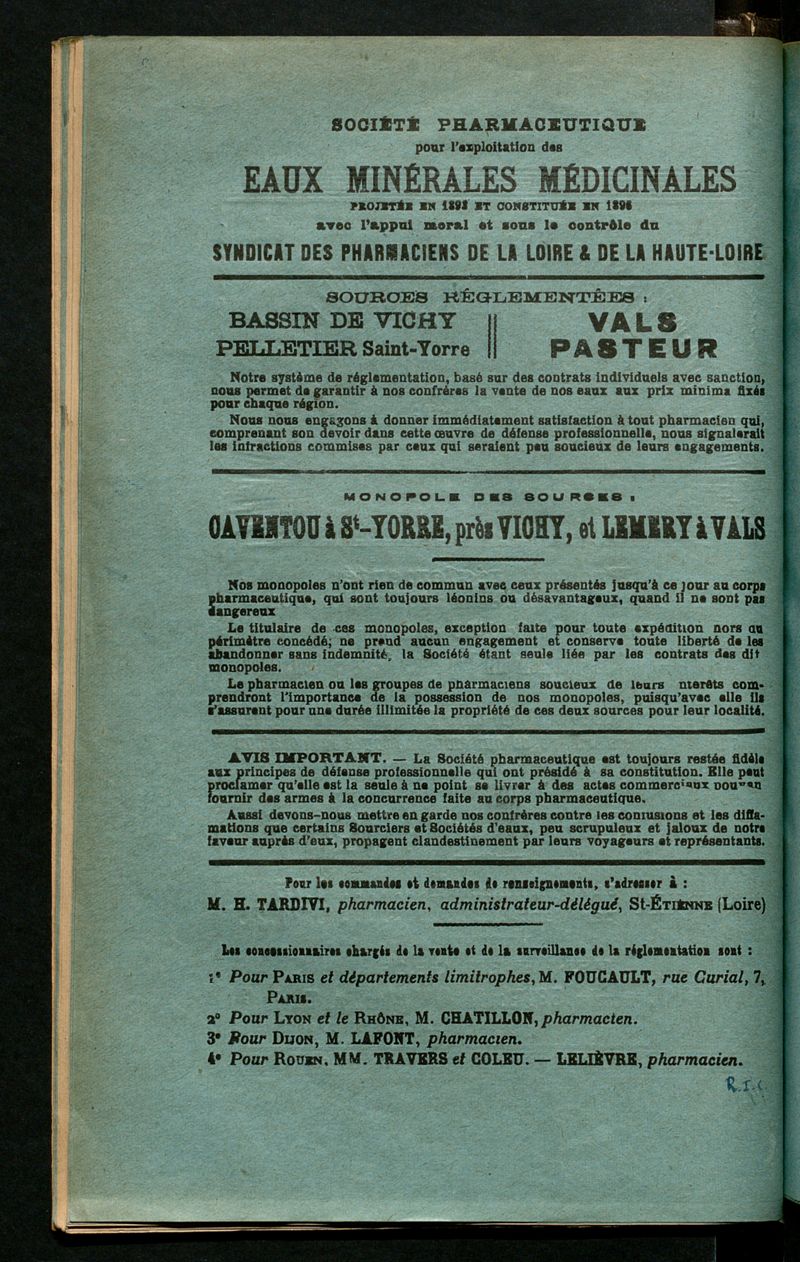 SOCIÉTÉ PHARMACEUTIQUE
pour l'exploitation des
EAUX MINÉRALES MÉDICINALES
PROJETÉE EN 1893 ET CONSTITUÉE EN 1896
avec l'appui moral et sous le contrôle du
SYNDICAT DES PHARMACIENS DE LA LOIRE & DE LA HAUTE-LOIRE
SOURCES RÉGLEMENTÉES :
BASSIN DE VICHY
PELLETIER Saint-Yorre
VALS
PASTEUR
Notre système de réglementation, basé sur des contrats individuels avec sanction,
nous permet de garantir à nos confrères la vente de nos eaux aux prix minima fixés
pour chaque région.
Nous nous engageons à donner immédiatement satisfaction à tout pharmacien qui,
comprenant son devoir dans cette œuvre de défense professionnelle, nous signalerait
les infractions commises par ceux qui seraient peu soucieux de leurs engagements.
MONOPOLE DES SOURCES :
CAVENTOU à St-YORRE, près VICHY, et LEMERY à VALS
Nos monopoles n'ont rien de commun avec ceux présentés jusqu'à ce jour au corps
pharmaceutique, qui sont toujours léonins ou désavantageux, quand il ne sont pas
dangereux
Le titulaire de ces monopoles, exception faite pour toute expédition hors du
périmètre concédé; ne prend aucun engagement et conserve toute liberté de les
abandonner sans indemnité, la Société étant seule liée par les contrats des dit
monopoles.
Le pharmacien ou les groupes de pharmaciens soucieux de leurs nterêts com-
prendront l'importance de la possession de nos monopoles, puisqu'avec elle ils
s'assurent pour une durée illimitée la propriété de ces deux sources pour leur localité.
AVIS IMPORTANT. — La Société pharmaceutique est toujours restée fidèle
aux principes de défense professionnelle qui ont présidé à sa constitution. Elle peut
proclamer qu'elle est la seule à ne point se livrer à des actes commerciaux pouvan
fournir des armes à la concurrence faite au corps pharmaceutique.
Aussi devons-nous mettre en garde nos confrères contre les confusions et les diffa-
mations que certains Sourciers et Sociétés d'eaux, peu scrupuleux et jaloux de notre
faveur auprès d'eux, propagent clandestinement par leurs voyageurs et représentants.
Pour les commandes et demandes de renseignements, s'adresser à :
M. H. TARDIVI, pharmacien, administrateur-délégué, St-ÉTIENNE (Loire)
Les concessionnaires chargés de la vente et de la surveillance de la réglementation sont :
1° Pour PARIS et départements limitrophes, M. FOUCAULT, rue Curial, 7,
PARIS.
2° Pour LYON et le RHÔNE, M. CHATILLON, pharmacien.
3° Pour DIJON, M. LAFONT, pharmacien.
4° Pour ROUEN, MM. TRAVERS et COLEU. — LELIÈVRE, pharmacien.